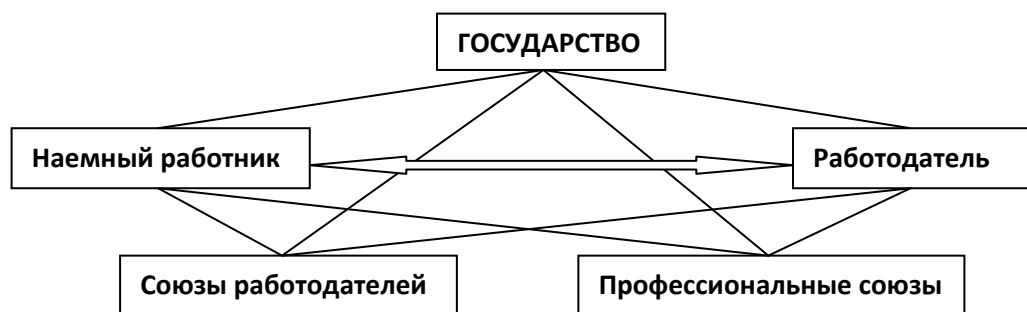 ГОСУДАРСТВО
Наемный работник
Работодатель
Союзы работодателей
Профессиональные союзы